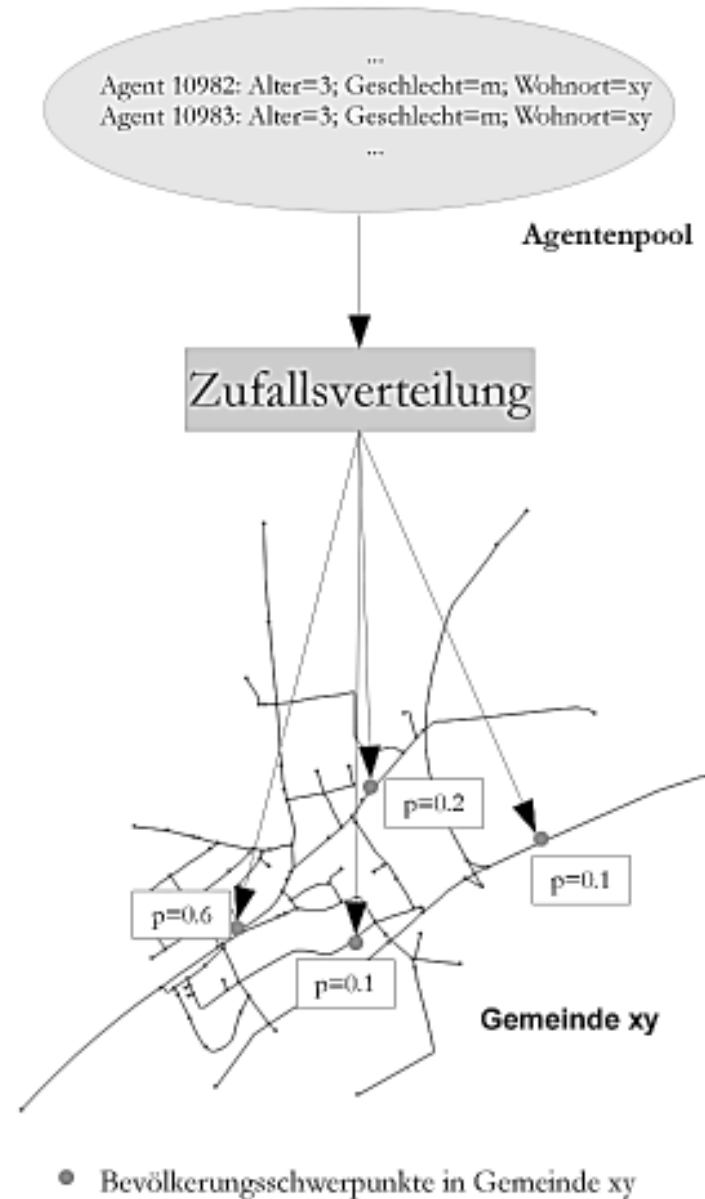 ...
Agent 10982: Alter=3; Geschlecht=m; Wohnort=xy
Agent 10983: Alter=3; Geschlecht=m; Wohnort=xy
...
Agentenpool
Zufallsverteilung
p=0.2
p=0.1
p=0.6
p=0.1
Gemeinde xy
Bevölkerungsschwerpunkte in Gemeinde xy